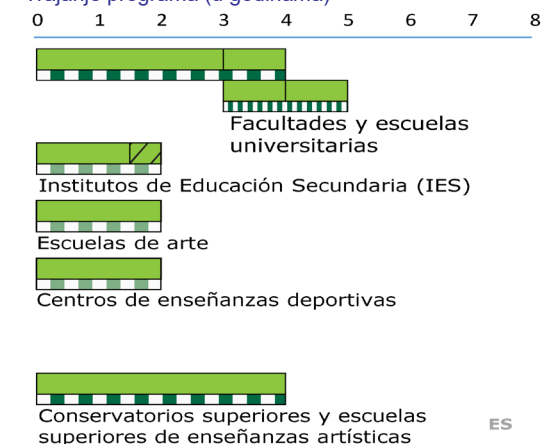 Trajanje programa (u godinama)
0 1 2 3 4 5 6 7 8
Facultades y escuelas
universitarias
Institutos de Educación Secundaria (IES)
Escuelas de arte
Centros de enseñanzas deportivas
Conservatorios superiores y escuelas
superiores de enseñanzas artísticas
ES